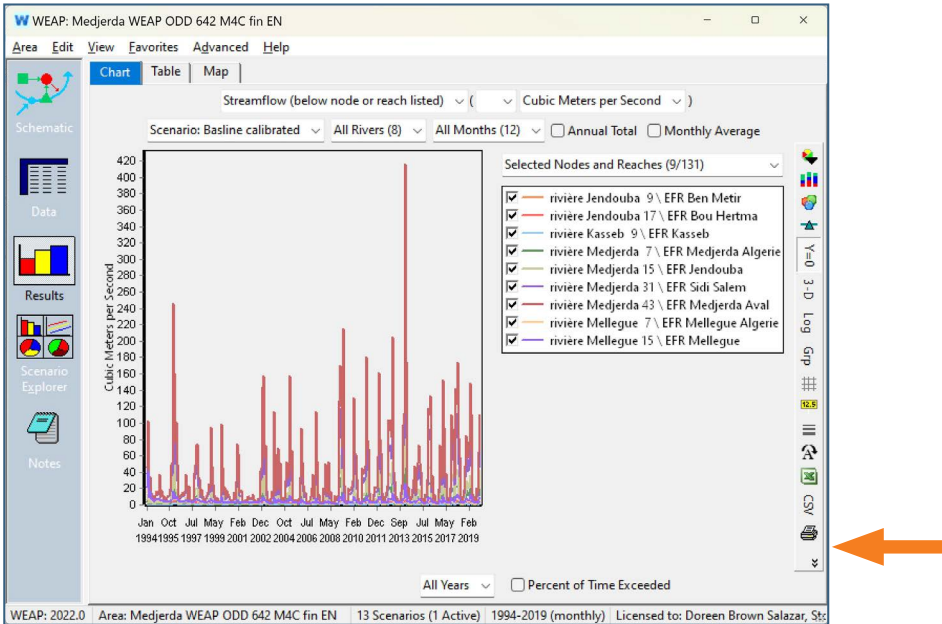 W WEAP: Medjerda WEAP ODD 642 M4C fin EN
Area Edit View Favorites Advanced Help
Chart Table Map
Streamflow (below node or reach listed) ( Cubic Meters per Second )
Scenario: Basline calibrated All Rivers (8) All Months (12) Annual Total Monthly Average
Schematic
Data
Results
Scenario
Explorer
Notes
Cubic Meters per Second
420
400
380
360
340
320
300
280
260
240
220
200
180
160
140
120
100
80
60
40
20
0
Jan Oct Jul May Feb Dec Oct Jul May Feb Dec Sep Jul May Feb
1994 1995 1997 1999 2001 2002 2004 2006 2008 2010 2011 2013 2015 2017 2019
Selected Nodes and Reaches (9/131)
rivière Jendouba 9 \ EFR Ben Metir
rivière Jendouba 17 \ EFR Bou Hertma
rivière Kasseb 9 \ EFR Kasseb
rivière Medjerda 7 \ EFR Medjerda Algerie
rivière Medjerda 15 \ EFR Jendouba
rivière Medjerda 31 \ EFR Sidi Salem
rivière Medjerda 43 \ EFR Medjerda Aval
rivière Mellegue 7 \ EFR Mellegue Algerie
rivière Mellegue 15 \ EFR Mellegue
Y=0
3-D
Log
Grp
12.5
A
CSV
All Years Percent of Time Exceeded
WEAP: 2022.0 Area: Medjerda WEAP ODD 642 M4C fin EN 13 Scenarios (1 Active) 1994-2019 (monthly) Licensed to: Doreen Brown Salazar,